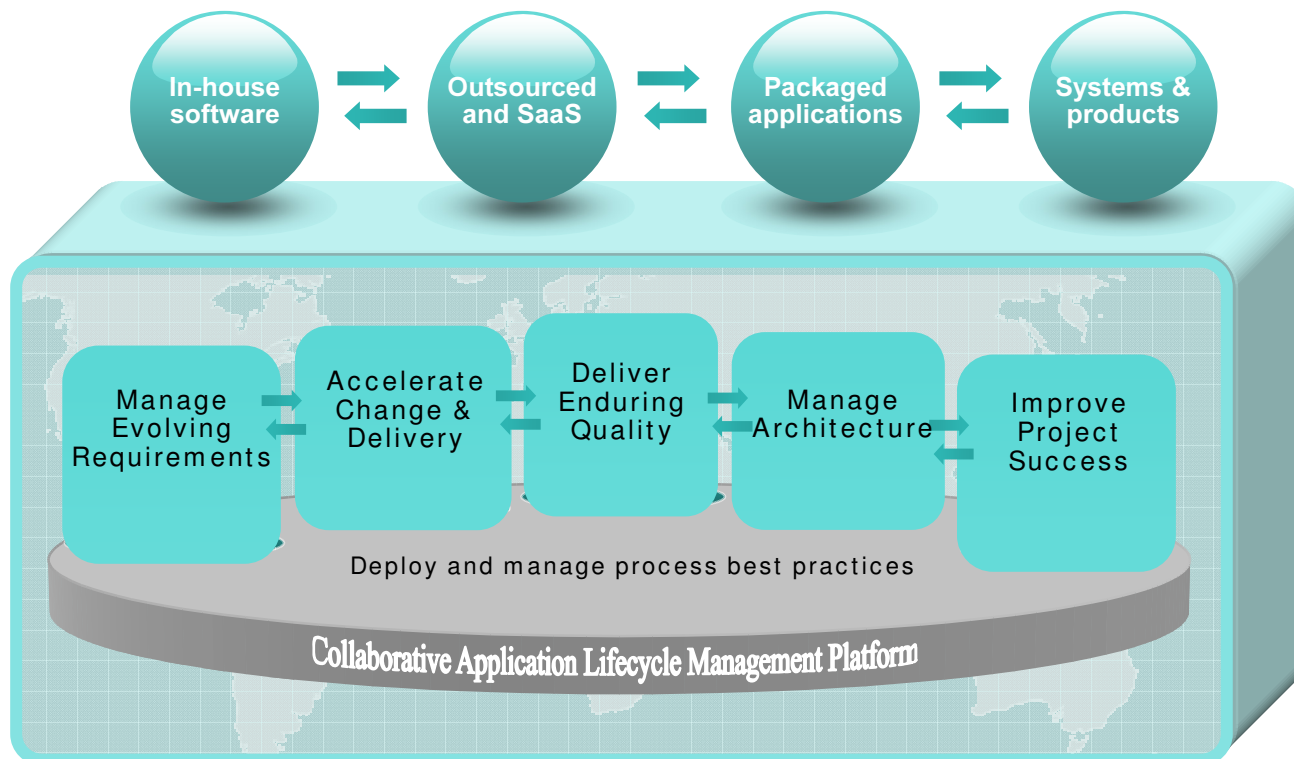 In-house
software
Outsourced
and SaaS
Packaged
applications
Systems &
products
Manage
Evolving
Requirements
Accelerate
Change &
Delivery
Deliver
Enduring
Quality
Manage
Architecture
Improve
Project
Success
Deploy and manage process best practices
Collaborative Application Lifecycle Management Platform